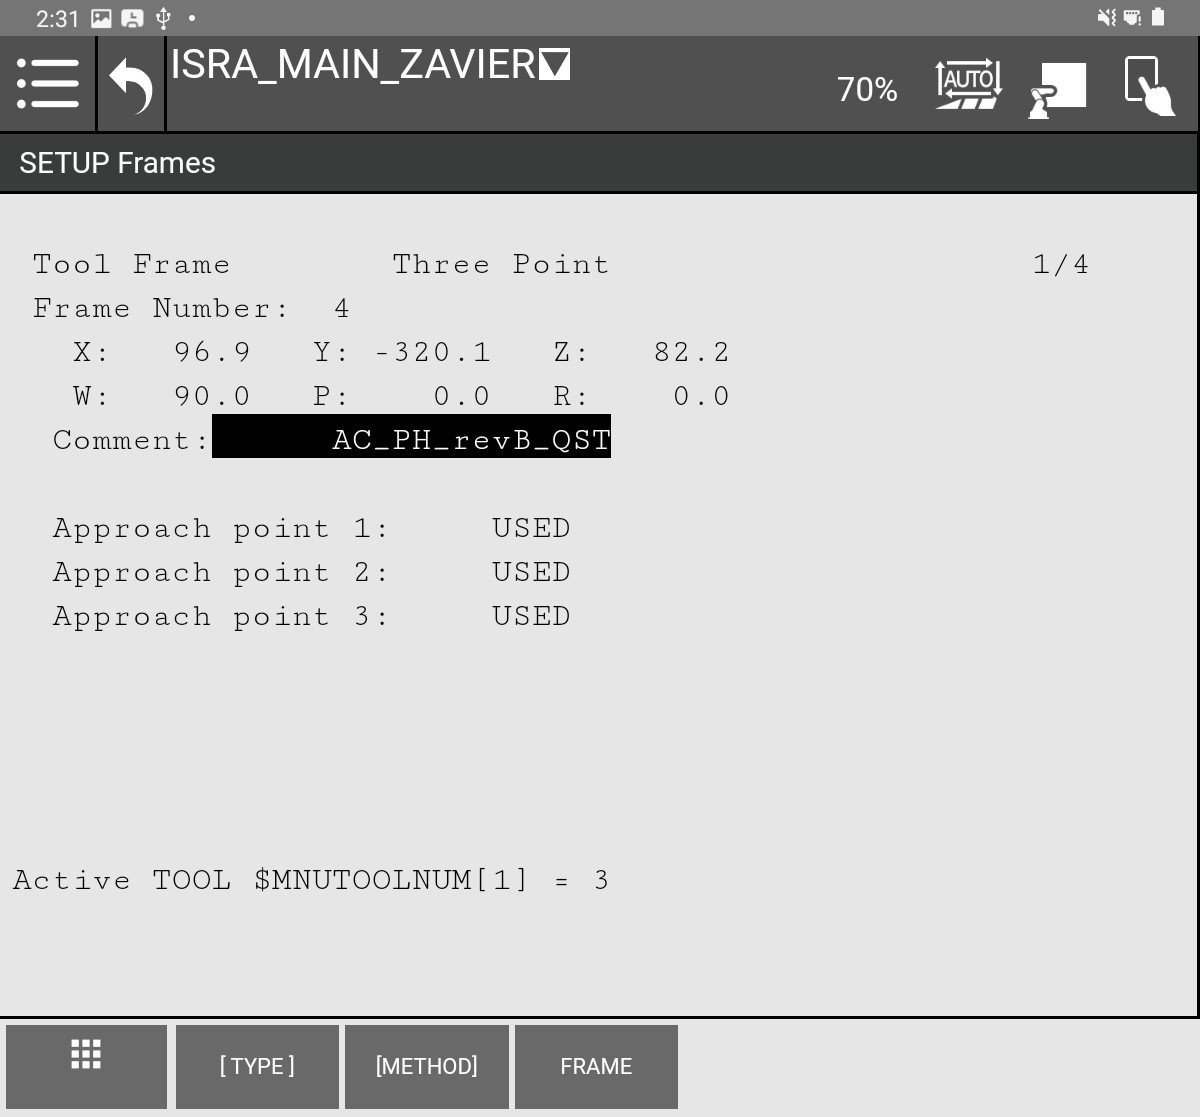 2:31
ISRA_MAIN_ZAVIER
70%
AUTO
SETUP Frames
Tool Frame Three Point 1/4
Frame Number: 4
X: 96.9 Y: -320.1 Z: 82.2
W: 90.0 P: 0.0 R: 0.0
Comment: AC_PH_revB_QST
Approach point 1: USED
Approach point 2: USED
Approach point 3: USED
Active TOOL $MNUTOOLNUM[1] = 3
[ TYPE ] [METHOD] FRAME